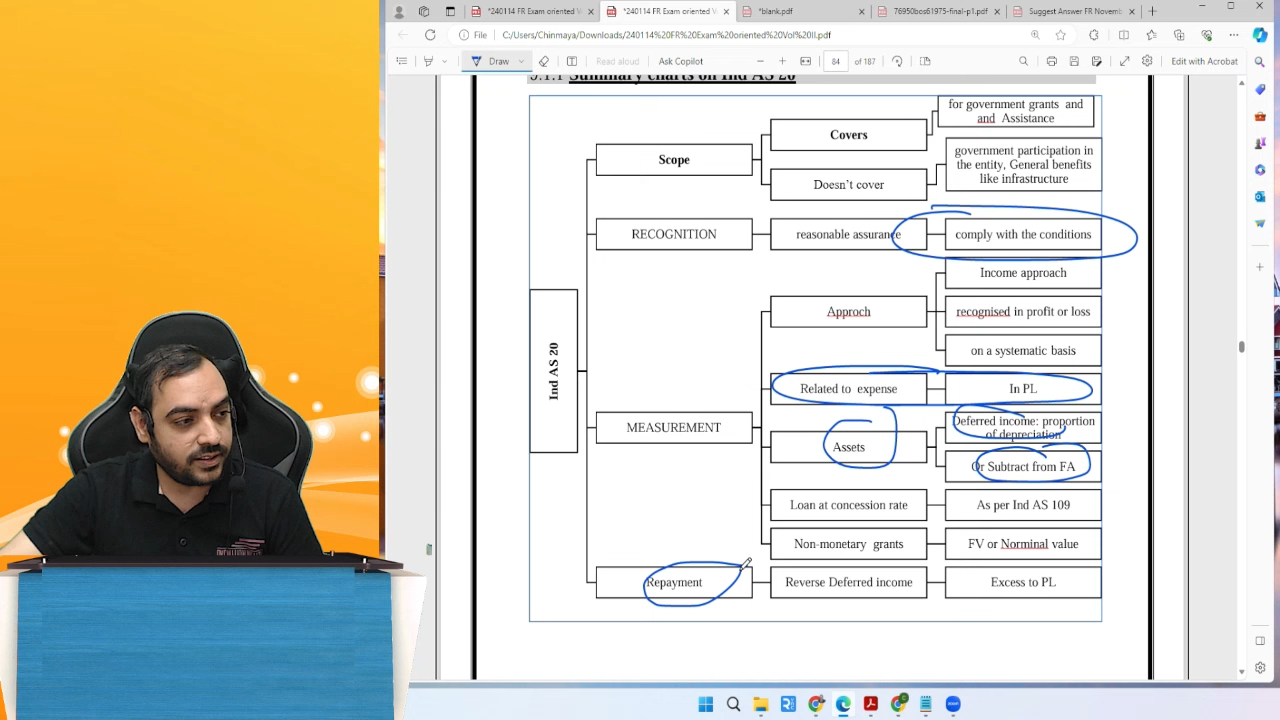 *240114 FR Exam oriented V
*240114 FR Exam oriented V
*blank.pdf
76950bos61975-final-p1.pdf
Suggest Answer FR Novemb
File
C:/Users/Chinmaya/Downloads/240114%20FR%20Exam%20oriented%20Vol%20II.pdf
Draw
Read aloud
Ask Copilot
84 of 187
Edit with Acrobat
Summary charts on Ind AS 20
for government grants and
and Assistance
Covers
Scope
government participation in
the entity, General benefits
like infrastructure
Doesn't cover
RECOGNITION
reasonable assurance
comply with the conditions
Income approach
Approch
recognised in profit or loss
on a systematic basis
Ind AS 20
Related to expense
In PL
MEASUREMENT
Deferred income: proportion
of depreciation
Assets
Or Subtract from FA
Loan at concession rate
As per Ind AS 109
Non-monetary grants
FV or Norminal value
Repayment
Reverse Deferred income
Excess to PL